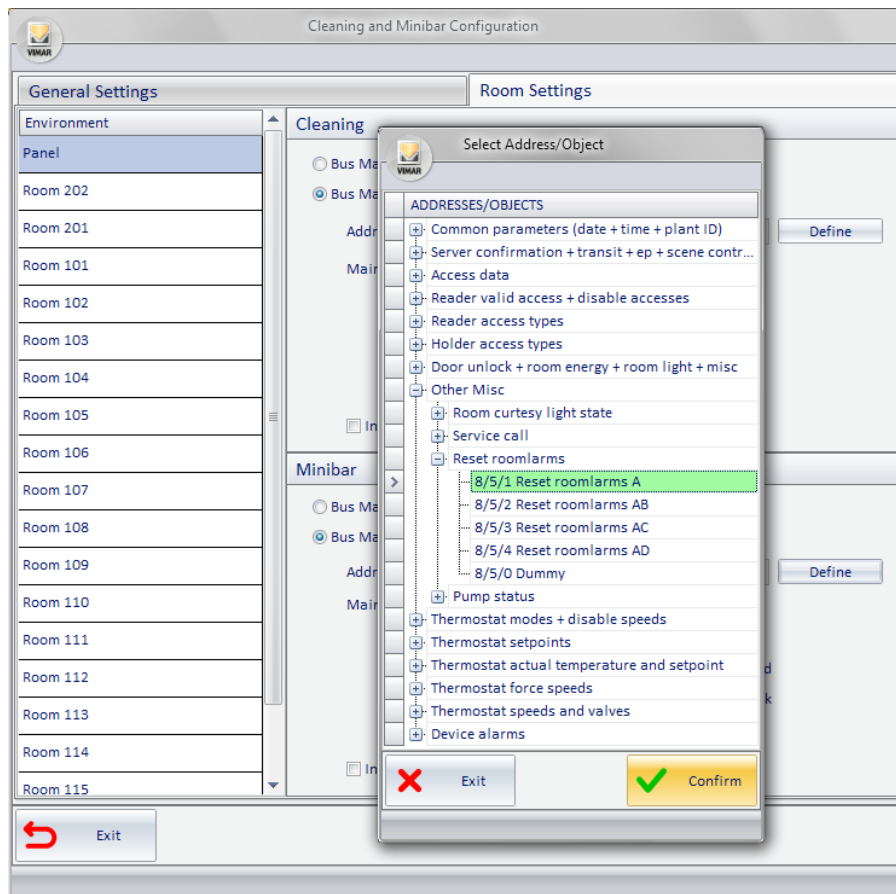 Cleaning and Minibar Configuration
VIMAR
General Settings
Room Settings
Environment
Panel
Room 202
Room 201
Room 101
Room 102
Room 103
Room 104
Room 105
Room 106
Room 107
Room 108
Room 109
Room 110
Room 111
Room 112
Room 113
Room 114
Room 115
Cleaning
Bus Ma
Bus Ma
Addr
Define
Main
In
Minibar
Bus Ma
Bus Ma
Addr
Define
Main
d
k
In
Select Address/Object
VIMAR
ADDRESSES/OBJECTS
Common parameters (date + time + plant ID)
Server confirmation + transit + ep + scene contr...
Access data
Reader valid access + disable accesses
Reader access types
Holder access types
Door unlock + room energy + room light + misc
Other Misc
Room curtesy light state
Service call
Reset roomlarms
8/5/1 Reset roomlarms A
8/5/2 Reset roomlarms AB
8/5/3 Reset roomlarms AC
8/5/4 Reset roomlarms AD
8/5/0 Dummy
Pump status
Thermostat modes + disable speeds
Thermostat setpoints
Thermostat actual temperature and setpoint
Thermostat force speeds
Thermostat speeds and valves
Device alarms
Exit
Confirm
Exit